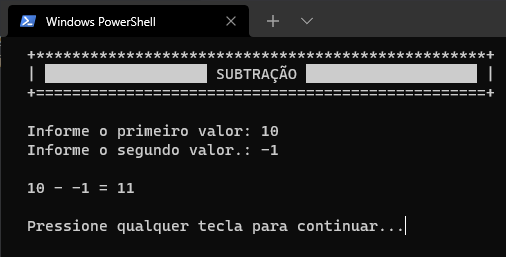 Windows PowerShell
+**************************************************+
| SUBTRAÇÃO |
+==================================================+
Informe o primeiro valor: 10
Informe o segundo valor.: -1
10 - -1 = 11
Pressione qualquer tecla para continuar...